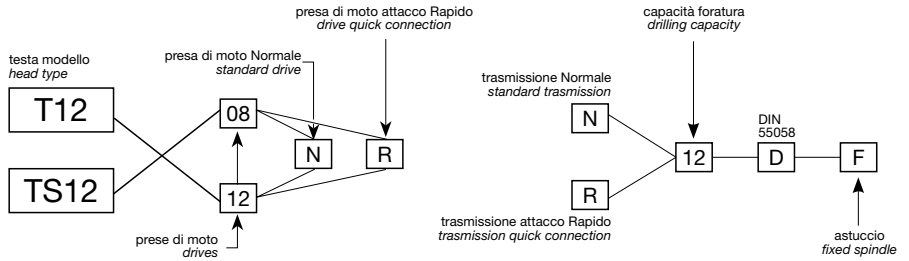 presa di moto attacco Rapido
drive quick connection
presa di moto Normale
standard drive
testa modello
head type
T12
TS12
08
12
N
R
prese di moto
drives
capacità foratura
drilling capacity
trasmissione Normale
standard trasmission
N
R
12
DIN
55058
D
F
trasmissione attacco Rapido
trasmission quick connection
astuccio
fixed spindle